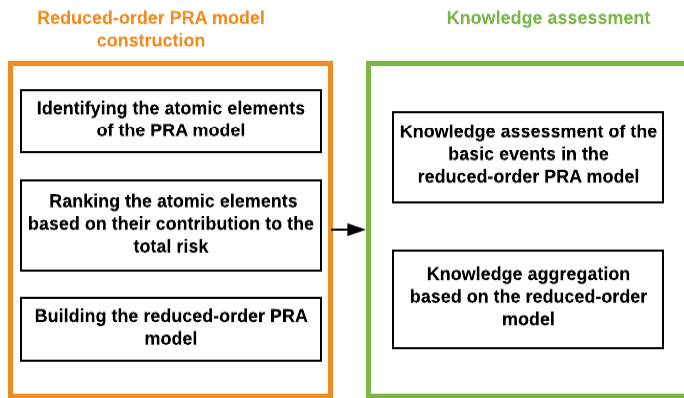 Reduced-order PRA model
construction
Identifying the atomic elements
of the PRA model
Ranking the atomic elements
based on their contribution to the
total risk
Building the reduced-order PRA
model
Knowledge assessment
Knowledge assessment of the
basic events in the
reduced-order PRA model
Knowledge aggregation
based on the reduced-order
model